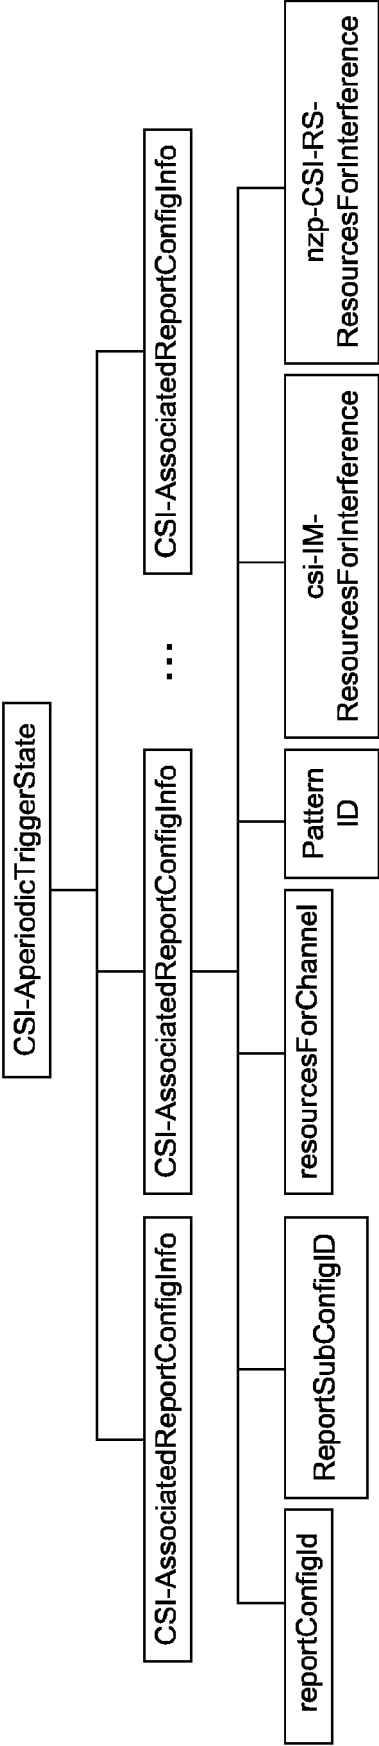 CSI-AperiodicTriggerState
CSI-AssociatedReportConfigInfo
CSI-AssociatedReportConfigInfo
...
CSI-AssociatedReportConfigInfo
reportConfigId
ReportSubConfigID
resourcesForChannel
Pattern
ID
csi-IM-
ResourcesForInterference
nzp-CSI-RS-
ResourcesForInterference